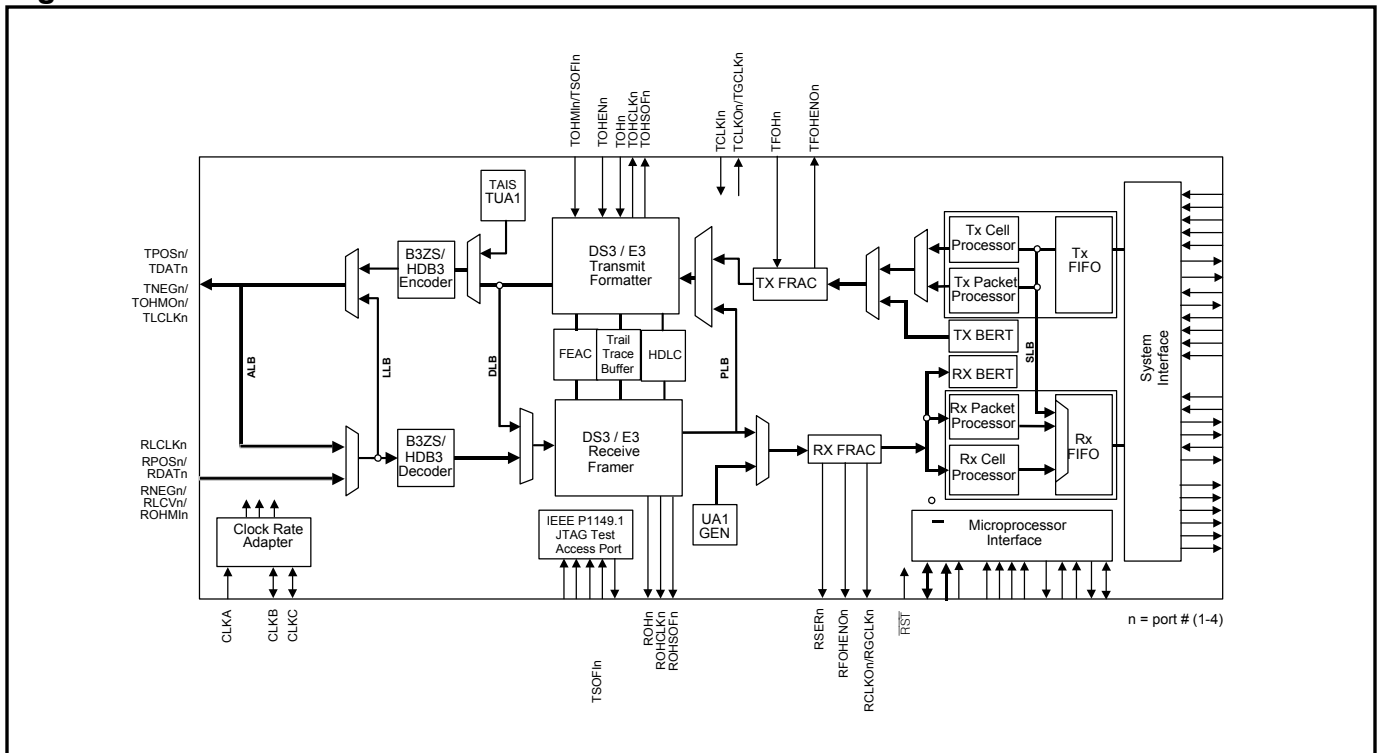 TOHMIn/TSOFIn
TOHENn
TOHn
TOHCLKn
TOHSOFn
TCLKIn
TCLKOn/TGCLKn
TFOHn
TFOHENOn
TAIS
TUA1
TPOSn/
TDATn
TNEGn/
TOHMOn/
TLCLKn
B3ZS/
HDB3
Encoder
DS3 / E3
Transmit
Formatter
TX FRAC
Tx Cell
Processor
Tx Packet
Processor
Tx
FIFO
TX BERT
System
Interface
ALB
LLB
DLB
FEAC
Trail
Trace
Buffer
HDLC
PLB
SLB
RX BERT
RLCLKn
RPOSn/
RDATn
RNEGn/
RLCVn/
ROHMIn
B3ZS/
HDB3
Decoder
DS3 / E3
Receive
Framer
RX FRAC
Rx Packet
Processor
Rx Cell
Processor
Rx
FIFO
UA1
GEN
Clock Rate
Adapter
IEEE P1149.1
JTAG Test
Access Port
Microprocessor
Interface
CLKA
CLKB
CLKC
TSOFIn
ROHn
ROHCLKn
ROHSOFn
RSERn
RFOHENOn
RCLKOn/RGCLKn
RST
n = port # (1-4)